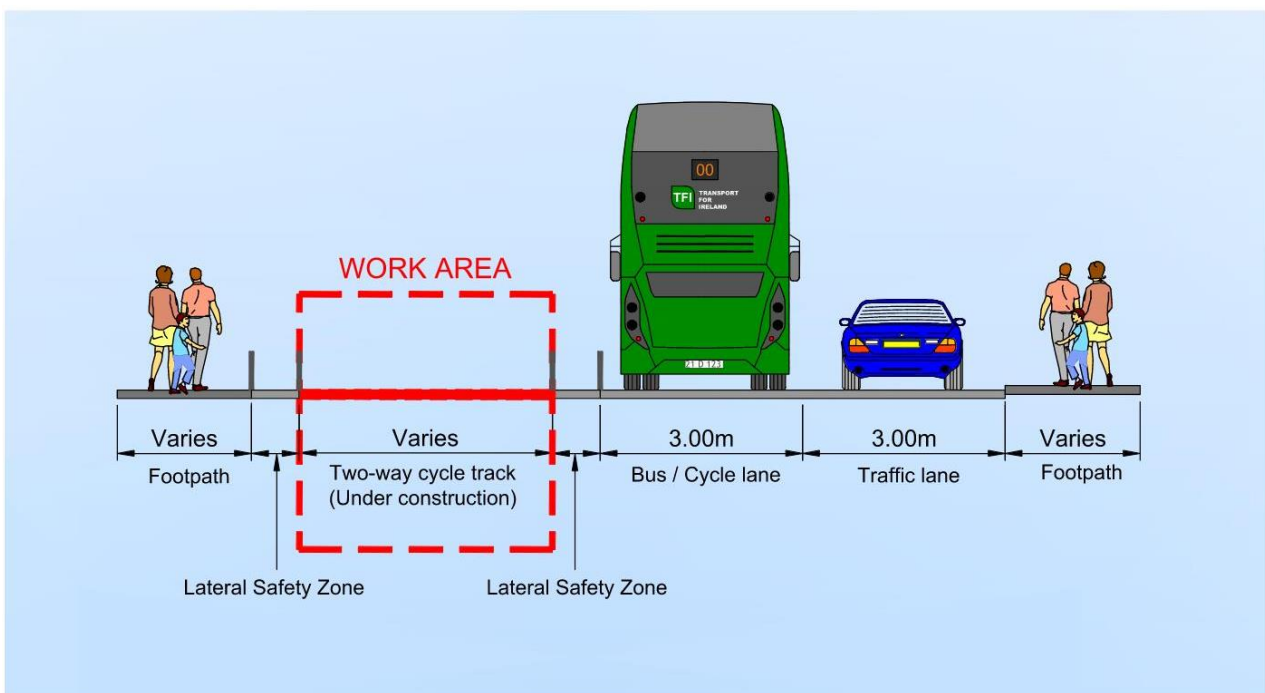 00
TFI
TRANSPORT
FOR
IRELAND
WORK AREA
21 D 123
Varies
Footpath
Varies
Two-way cycle track
(Under construction)
3.00m
Bus / Cycle lane
3.00m
Traffic lane
Varies
Footpath
Lateral Safety Zone
Lateral Safety Zone